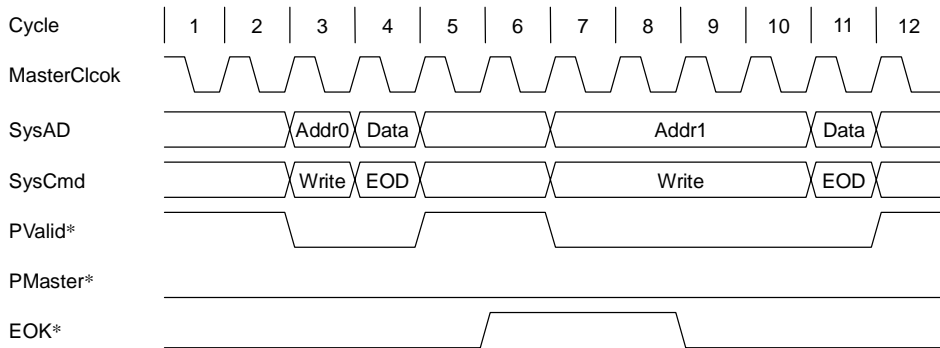 Cycle 1 2 3 4 5 6 7 8 9 10 11 12
MasterClcok
SysAD Addr0 Data Addr1 Data
SysCmd Write EOD Write EOD
PValid*
PMaster*
EOK*